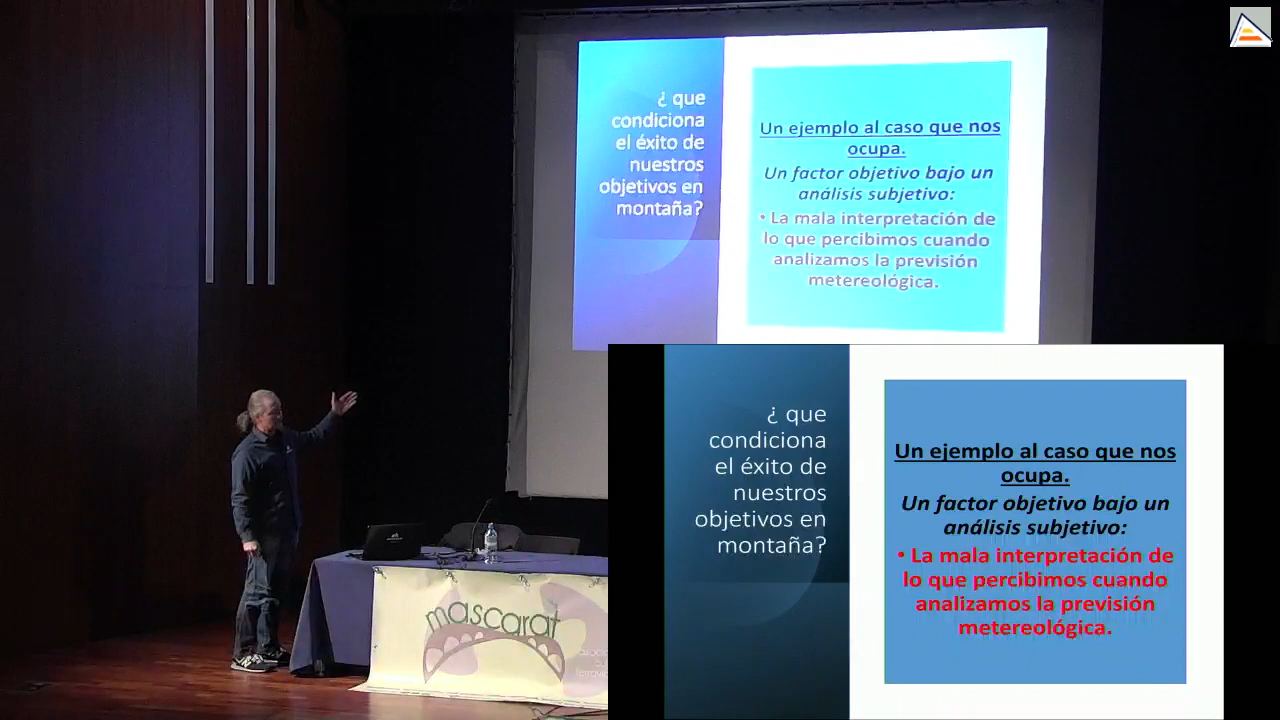 ¿ que
condiciona
el éxito de
nuestros
objetivos en
montaña?
Un ejemplo al caso que nos
ocupa.
Un factor objetivo bajo un
análisis subjetivo:
• La mala interpretación de
lo que percibimos cuando
analizamos la previsión
metereológica.
mascarat
¿ que
condiciona
el éxito de
nuestros
objetivos en
montaña?
Un ejemplo al caso que nos
ocupa.
Un factor objetivo bajo un
análisis subjetivo:
• La mala interpretación de
lo que percibimos cuando
analizamos la previsión
metereológica.